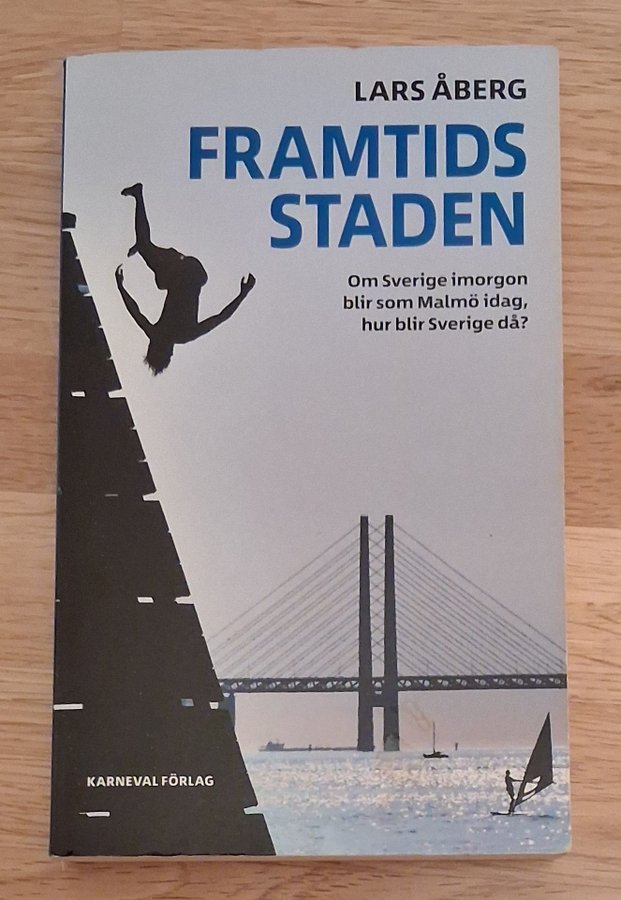 LARS ÅBERG
FRAMTIDS
STADEN
Om Sverige imorgon
blir som Malmö idag,
hur blir Sverige då?
KARNEVAL FÖRLAG